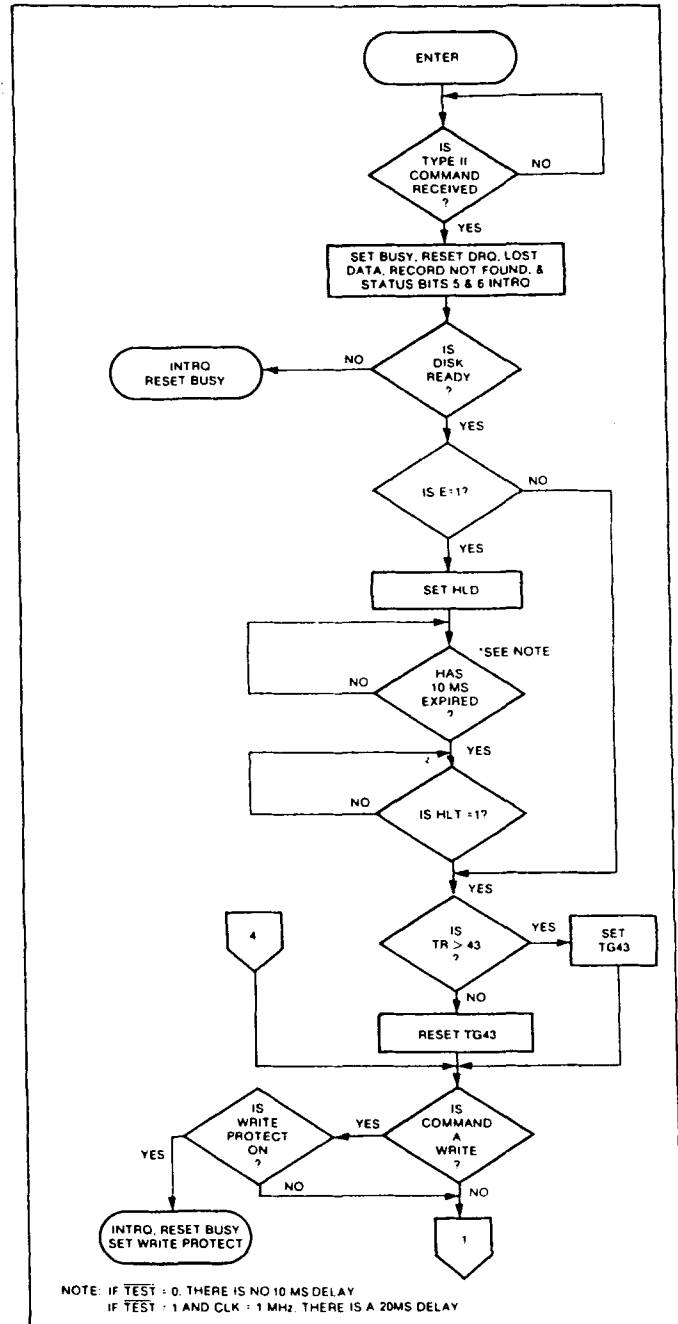 ENTER
IS
TYPE II
COMMAND
RECEIVED
?
NO
YES
SET BUSY, RESET DRQ, LOST
DATA, RECORD NOT FOUND, &
STATUS BITS 5 & 6 INTRQ
IS
DISK
READY
?
NO
INTRQ
RESET BUSY
YES
IS E=1?
NO
YES
SET HLD
*SEE NOTE
HAS
10 MS
EXPIRED
?
NO
YES
IS HLT =1?
NO
YES
4
IS
TR > 43
?
YES
SET
TG43
NO
RESET TG43
IS
COMMAND
A
WRITE
?
YES
IS
WRITE
PROTECT
ON
?
YES
NO
NO
INTRQ, RESET BUSY
SET WRITE PROTECT
1
NOTE: IF TEST = 0, THERE IS NO 10 MS DELAY
IF TEST = 1 AND CLK = 1 MHz, THERE IS A 20MS DELAY